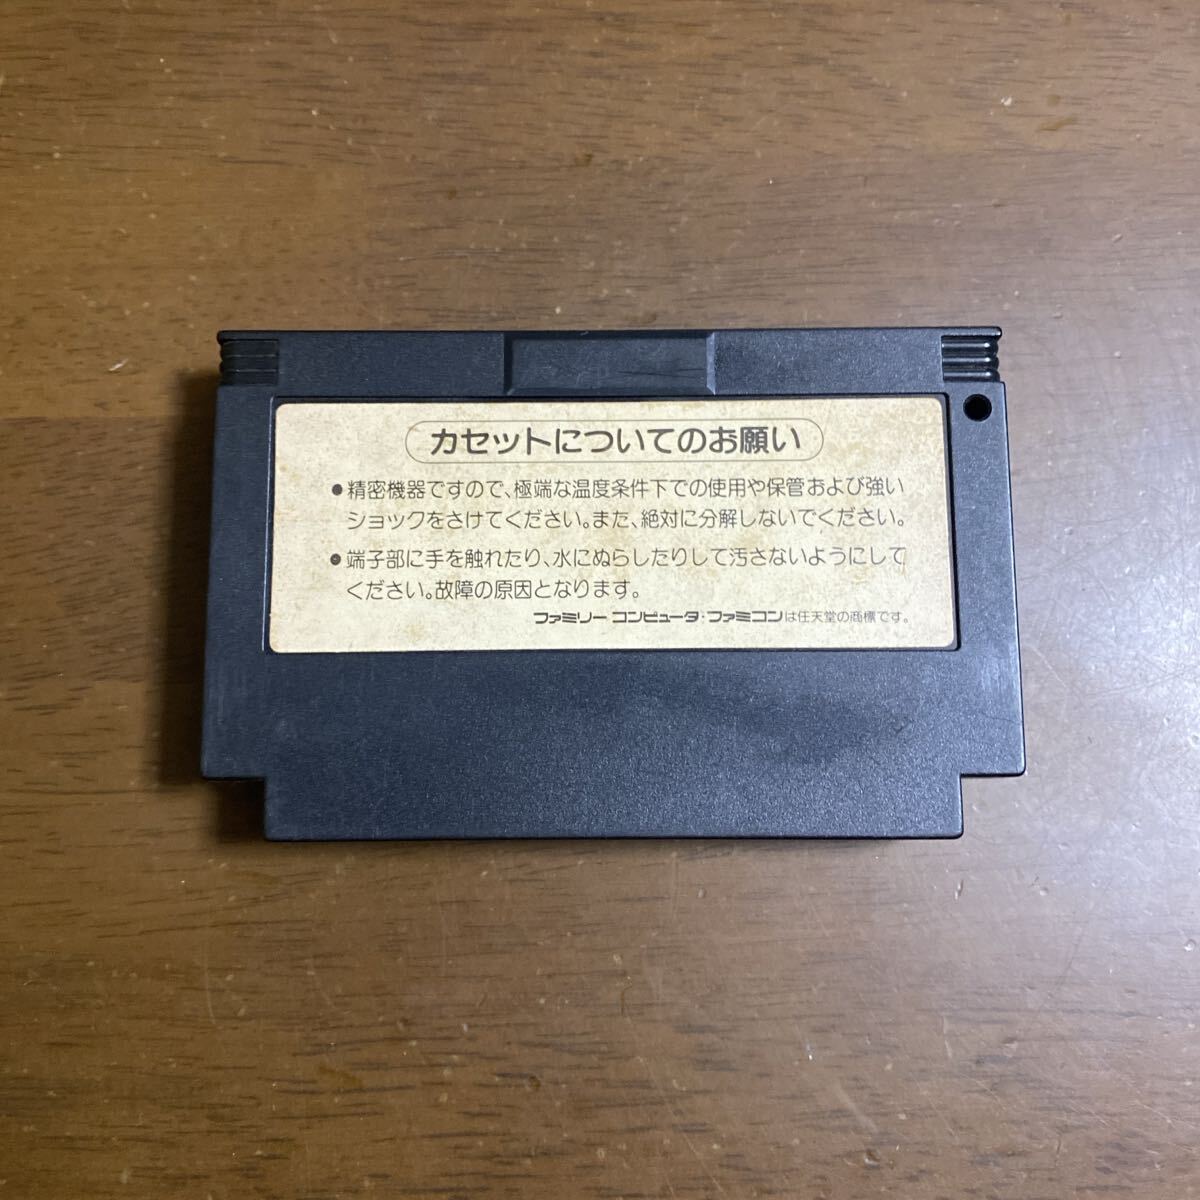 カセットについてのお願い
●精密機器ですので、極端な温度条件下での使用や保管および強い
ショックをさけてください。また、絶対に分解しないでください。
●端子部に手を触れたり、水にぬらしたりして汚さないようにして
ください。故障の原因となります。
ファミリー コンピュータ・ファミコンは任天堂の商標です。